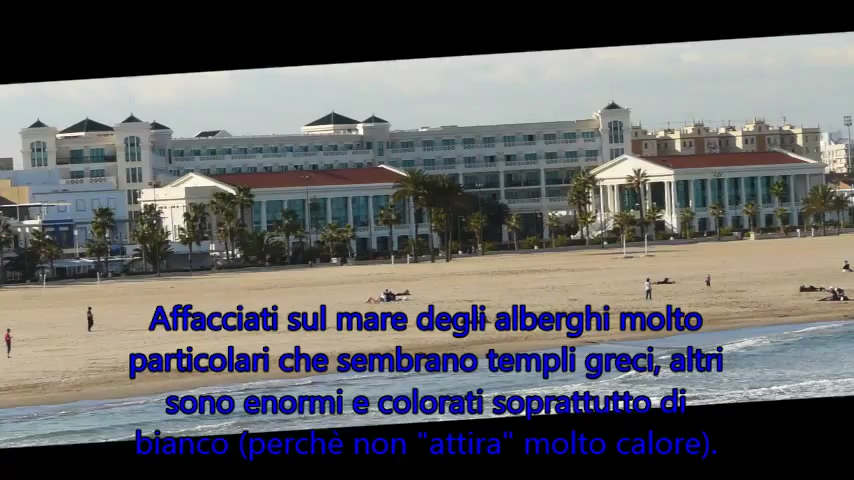 Affacciati sul mare degli alberghi molto
particolari che sembrano templi greci, altri
sono enormi e colorati soprattutto di
bianco (perchè non "attira" molto calore).